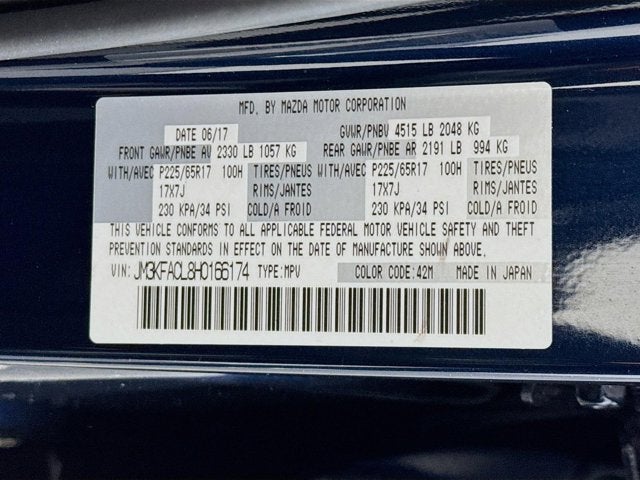 MFD. BY MAZDA MOTOR CORPORATION
DATE 06/17 GVWR/PNBV 4515 LB 2048 KG
FRONT GAWR/PNBE AV 2330 LB 1057 KG REAR GAWR/PNBE AR 2191 LB 994 KG
WITH/AVEC P225/65R17 100H TIRES/PNEUS WITH/AVEC P225/65R17 100H TIRES/PNEUS
17X7J RIMS/JANTES 17X7J RIMS/JANTES
230 KPA/34 PSI COLD/A FROID 230 KPA/34 PSI COLD/A FROID
THIS VEHICLE CONFORMS TO ALL APPLICABLE FEDERAL MOTOR VEHICLE SAFETY AND THEFT
PREVENTION STANDARDS IN EFFECT ON THE DATE OF MANUFACTURE SHOWN ABOVE.
VIN: JM3KFACL8H0166174 TYPE:MPV COLOR CODE:42M MADE IN JAPAN